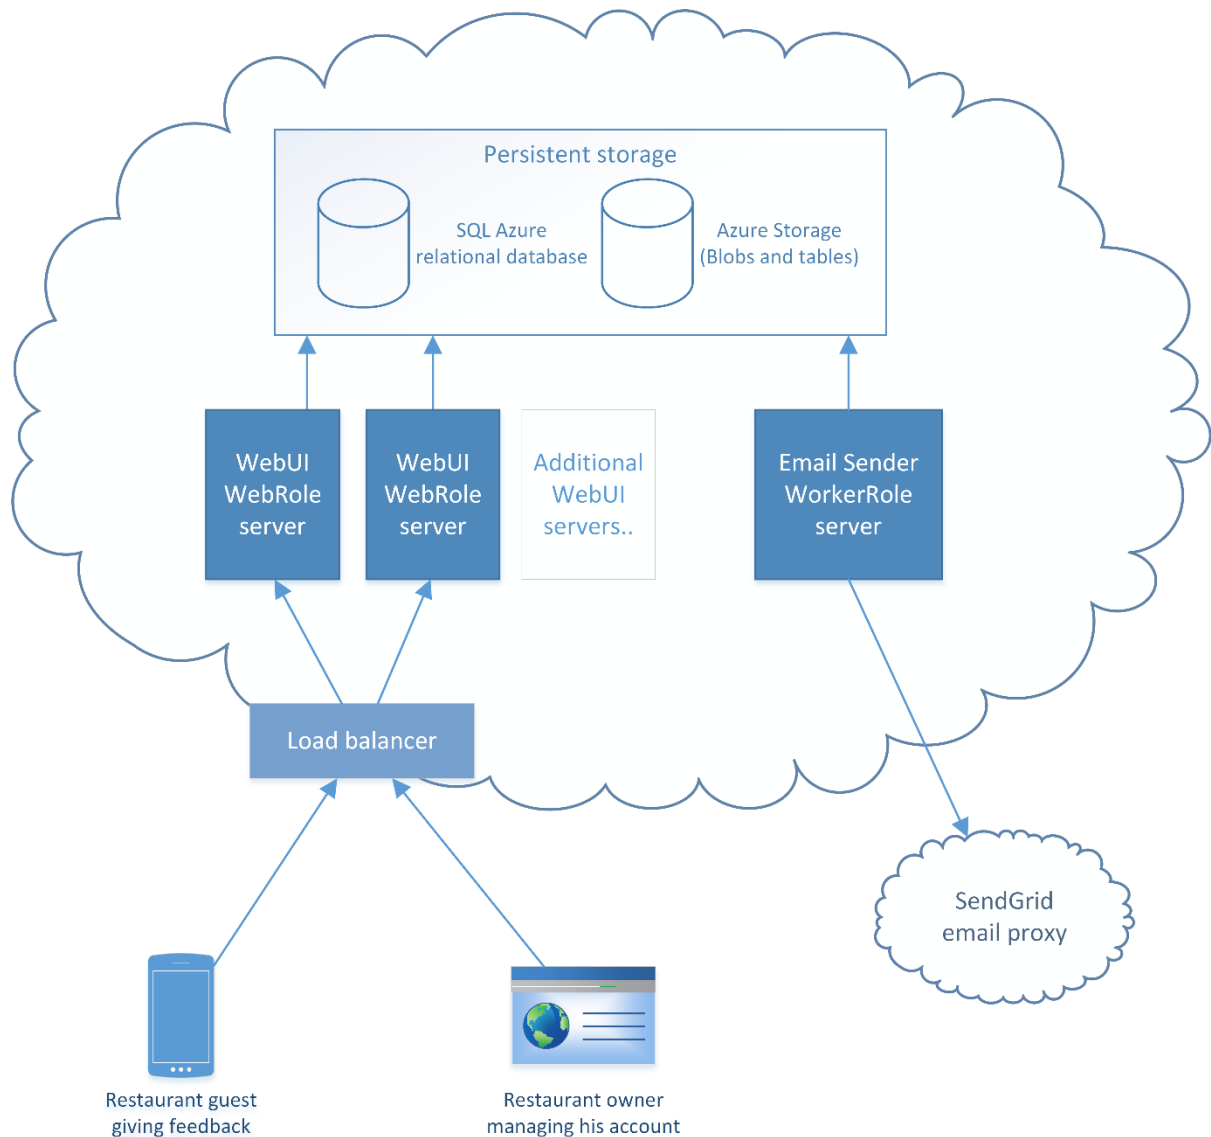 Persistent storage
SQL Azure
relational database
Azure Storage
(Blobs and tables)
WebUI
WebRole
server
WebUI
WebRole
server
Additional
WebUI
servers..
Email Sender
WorkerRole
server
Load balancer
SendGrid
email proxy
Restaurant guest
giving feedback
Restaurant owner
managing his account